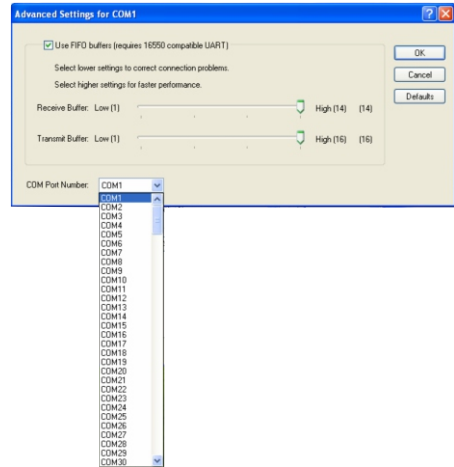 Advanced Settings for COM1
Use FIFO buffers (requires 16550 compatible UART)
OK
Select lower settings to correct connection problems.
Cancel
Select higher settings for faster performance.
Defaults
Receive Buffer: Low (1) High (14) (14)
Transmit Buffer: Low (1) High (16) (16)
COM Port Number: COM1
COM1
COM2
COM3
COM4
COM5
COM6
COM7
COM8
COM9
COM10
COM11
COM12
COM13
COM14
COM15
COM16
COM17
COM18
COM19
COM20
COM21
COM22
COM23
COM24
COM25
COM26
COM27
COM28
COM29
COM30